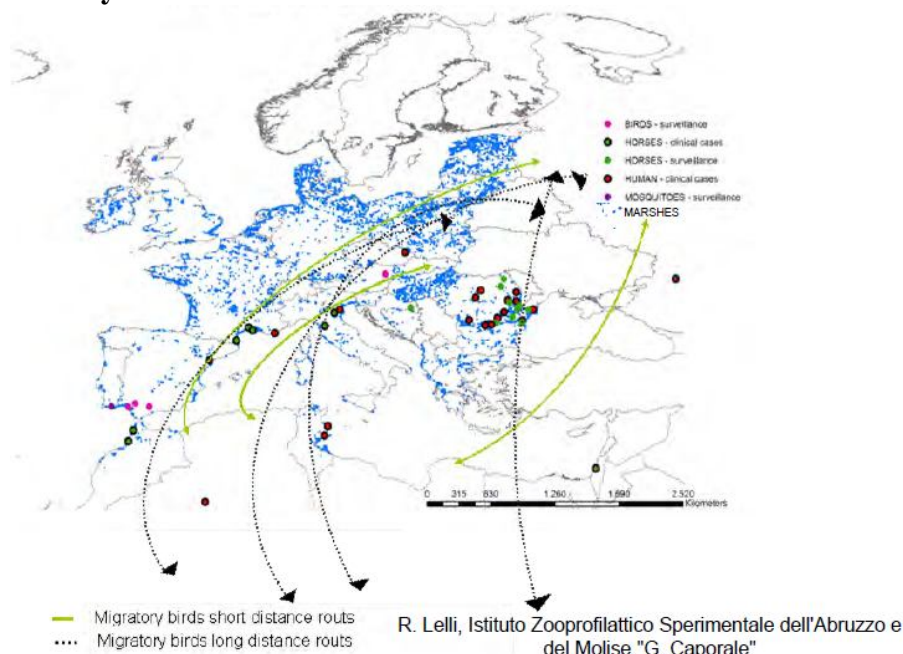 BIRDS - surveillance
HORSES - clinical cases
HORSES - surveillance
HUMAN - clinical cases
MOSQUITOES - surveillance
MARSHES
0 315 630 1.260 1.890 2.520
Kilometers
Migratory birds short distance routs
Migratory birds long distance routs
R. Lelli, Istituto Zooprofilattico Sperimentale dell'Abruzzo e
del Molise "G. Caporale"